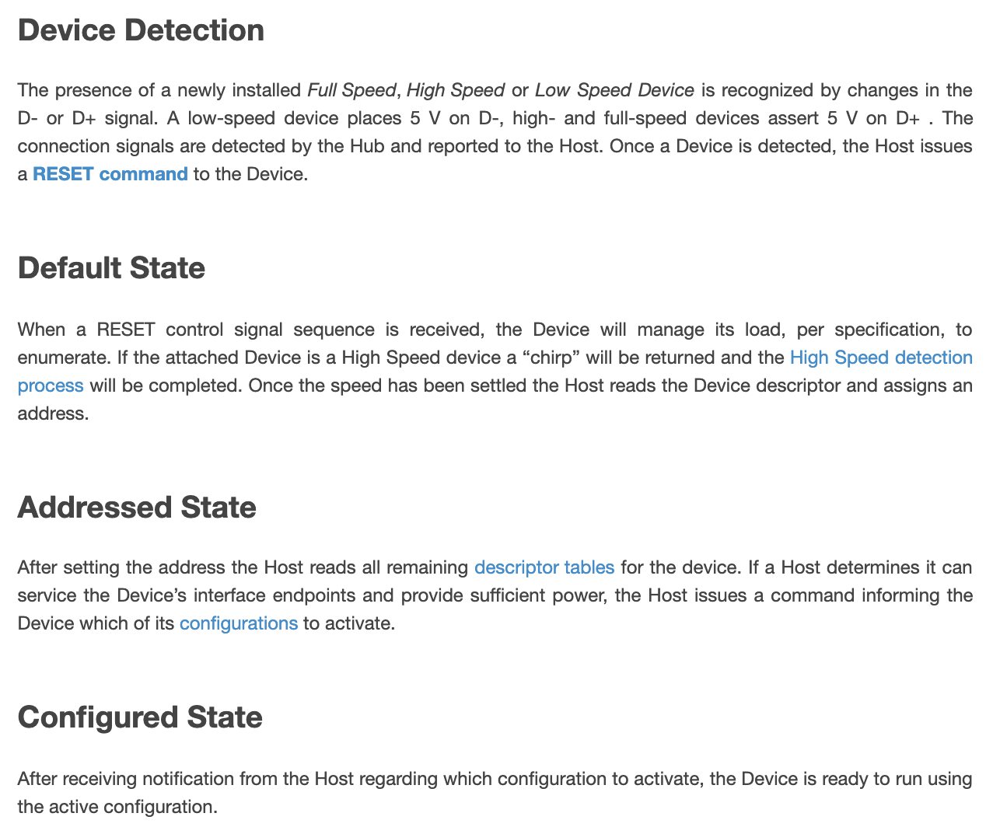 Device Detection
The presence of a newly installed Full Speed, High Speed or Low Speed Device is recognized by changes in the
D- or D+ signal. A low-speed device places 5 V on D-, high- and full-speed devices assert 5 V on D+ . The
connection signals are detected by the Hub and reported to the Host. Once a Device is detected, the Host issues
a RESET command to the Device.
Default State
When a RESET control signal sequence is received, the Device will manage its load, per specification, to
enumerate. If the attached Device is a High Speed device a “chirp” will be returned and the High Speed detection
process will be completed. Once the speed has been settled the Host reads the Device descriptor and assigns an
address.
Addressed State
After setting the address the Host reads all remaining descriptor tables for the device. If a Host determines it can
service the Device’s interface endpoints and provide sufficient power, the Host issues a command informing the
Device which of its configurations to activate.
Configured State
After receiving notification from the Host regarding which configuration to activate, the Device is ready to run using
the active configuration.